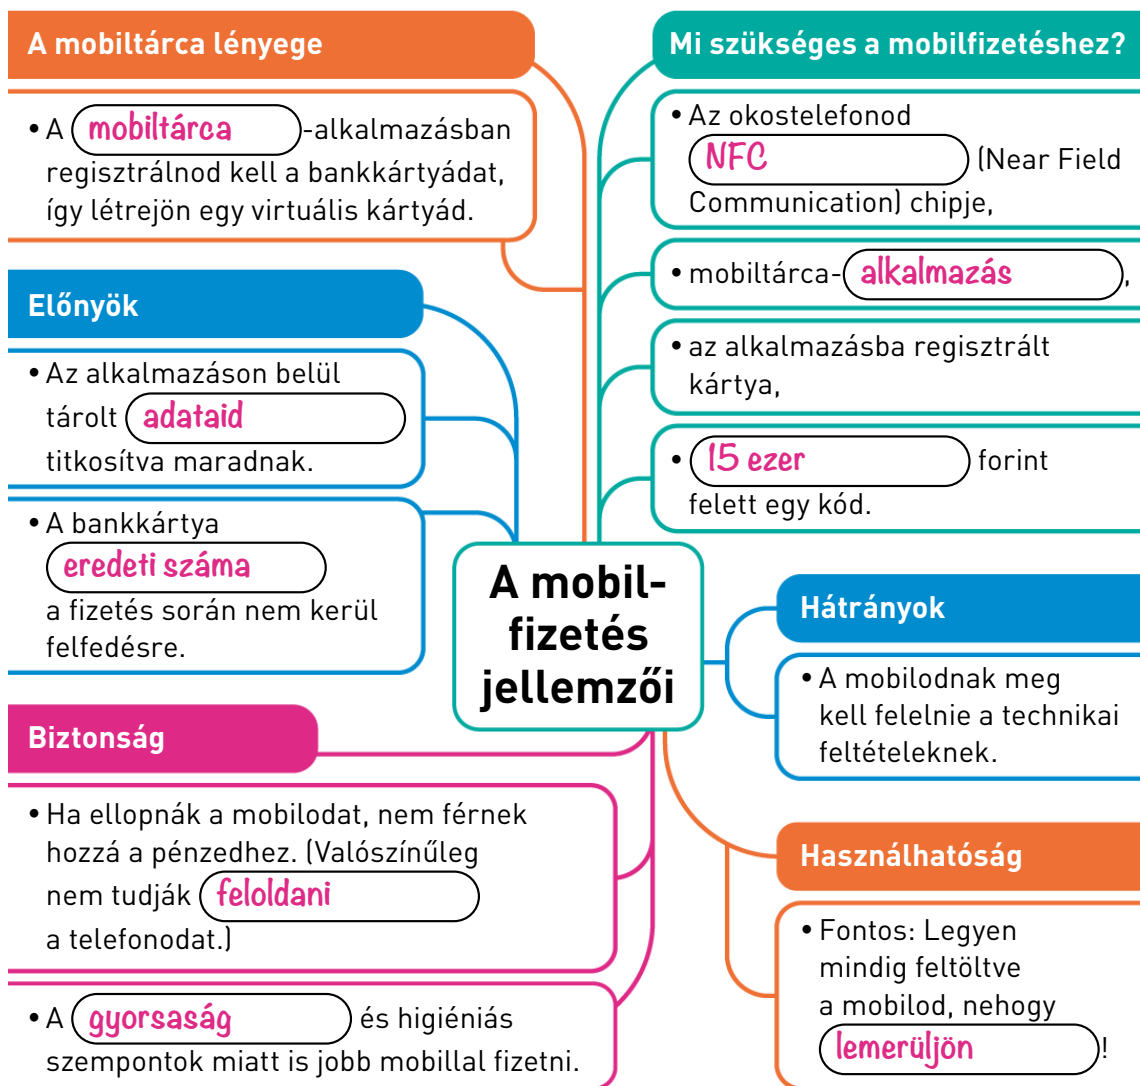 A mobiltárca lényege
• A mobiltárca -alkalmazásban
regisztrálnod kell a bankkártyádat,
így létrejön egy virtuális kártyád.
Előnyök
• Az alkalmazáson belül
tárolt adataid
titkosítva maradnak.
• A bankkártya
eredeti száma
a fizetés során nem kerül
felfedésre.
Biztonság
• Ha ellopnák a mobilodat, nem férnek
hozzá a pénzedhez. (Valószínűleg
nem tudják feloldani
a telefonodat.)
• A gyorsaság és higiéniás
szempontok miatt is jobb mobillal fizetni.
A mobil-
fizetés
jellemzői
Mi szükséges a mobilfizetéshez?
• Az okostelefonod
NFC (Near Field
Communication) chipje,
• mobiltárca- alkalmazás,
• az alkalmazásba regisztrált
kártya,
• 15 ezer forint
felett egy kód.
Hátrányok
• A mobilodnak meg
kell felelnie a technikai
feltételeknek.
Használhatóság
• Fontos: Legyen
mindig feltöltve
a mobilod, nehogy
lemerüljön!